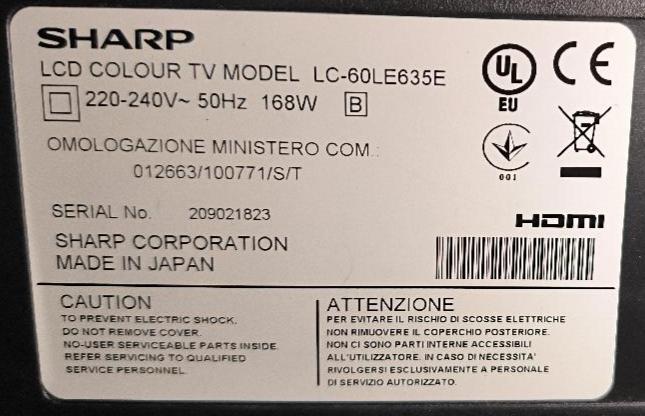 SHARP
LCD COLOUR TV MODEL LC-60LE635E
220-240V~ 50Hz 168W B
OMOLOGAZIONE MINISTERO COM.:
012663/100771/S/T
SERIAL No. 209021823
SHARP CORPORATION
MADE IN JAPAN
UL
EU
CE
001
HDMI
CAUTION
TO PREVENT ELECTRIC SHOCK,
DO NOT REMOVE COVER.
NO-USER SERVICEABLE PARTS INSIDE.
REFER SERVICING TO QUALIFIED
SERVICE PERSONNEL.
ATTENZIONE
PER EVITARE IL RISCHIO DI SCOSSE ELETTRICHE
NON RIMUOVERE IL COPERCHIO POSTERIORE.
NON CI SONO PARTI INTERNE ACCESSIBILI
ALL'UTILIZZATORE. IN CASO DI NECESSITA'
RIVOLGERSI ESCLUSIVAMENTE A PERSONALE
DI SERVIZIO AUTORIZZATO.